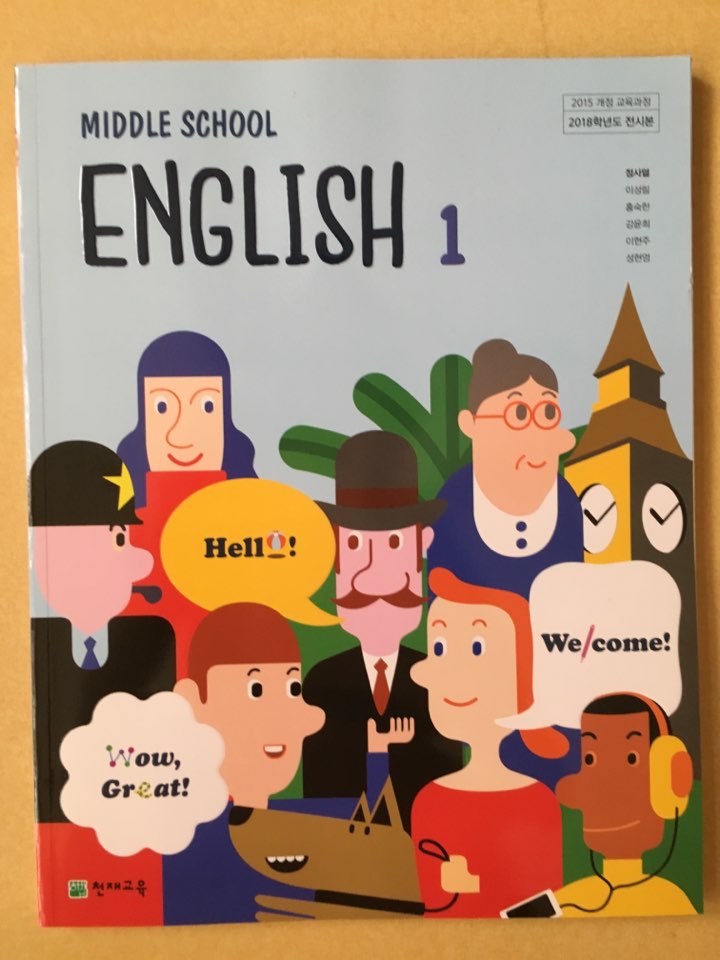 MIDDLE SCHOOL
ENGLISH 1
2015 개정 교육과정
2018학년도 전시본
정사열
이성림
홍숙한
강윤희
이현주
성현영
Hello!
Welcome!
Wow,
Great!
천재교육